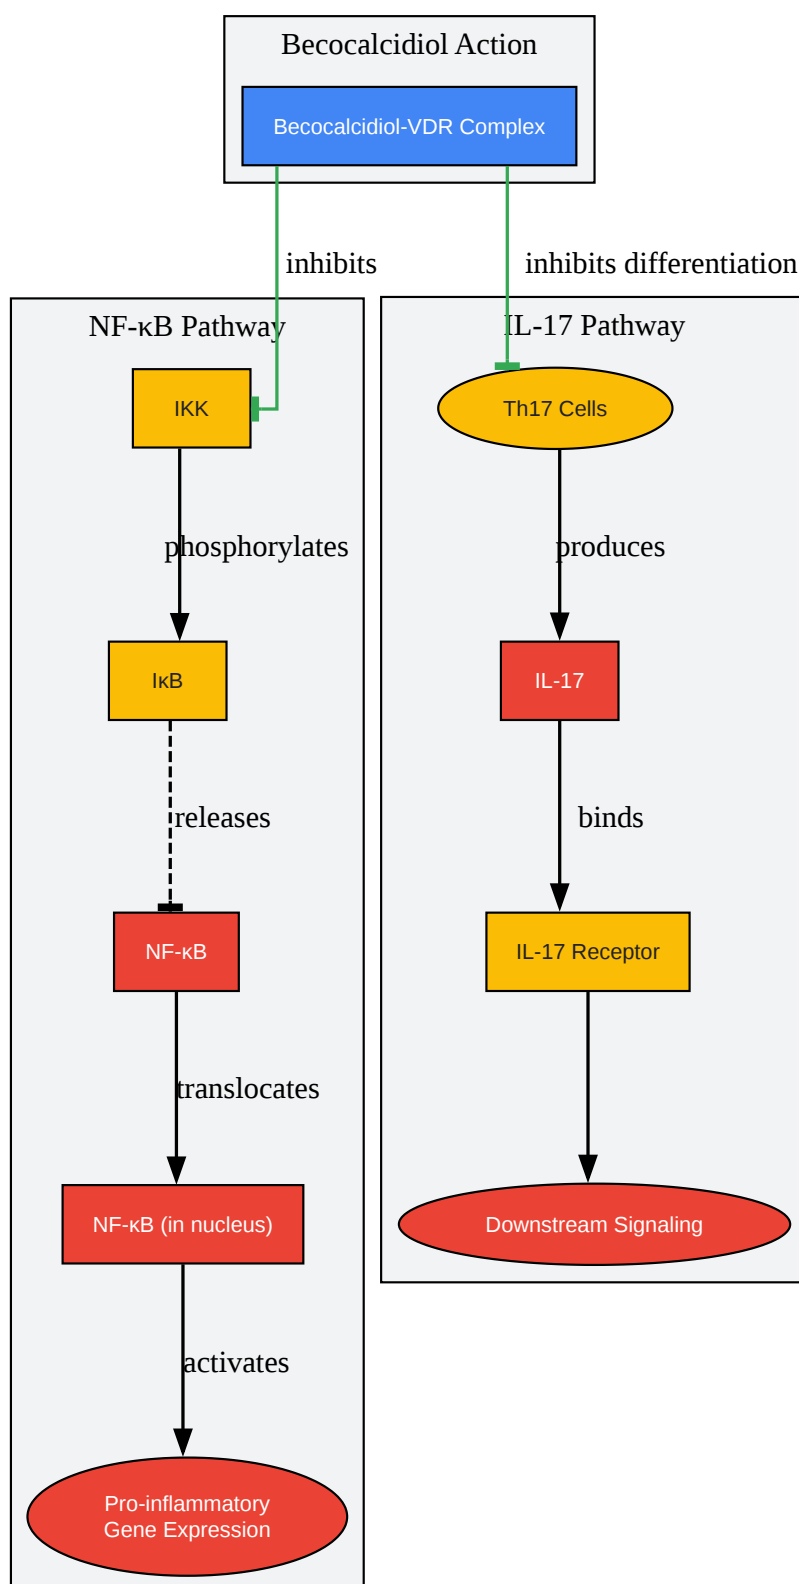 Becocalcidiol Action
Becocalcidiol-VDR Complex
inhibits
inhibits differentiation
NF-κB Pathway
IKK
phosphorylates
IκB
releases
NF-κB
translocates
NF-κB (in nucleus)
activates
Pro-inflammatory
Gene Expression
IL-17 Pathway
Th17 Cells
produces
IL-17
binds
IL-17 Receptor
Downstream Signaling